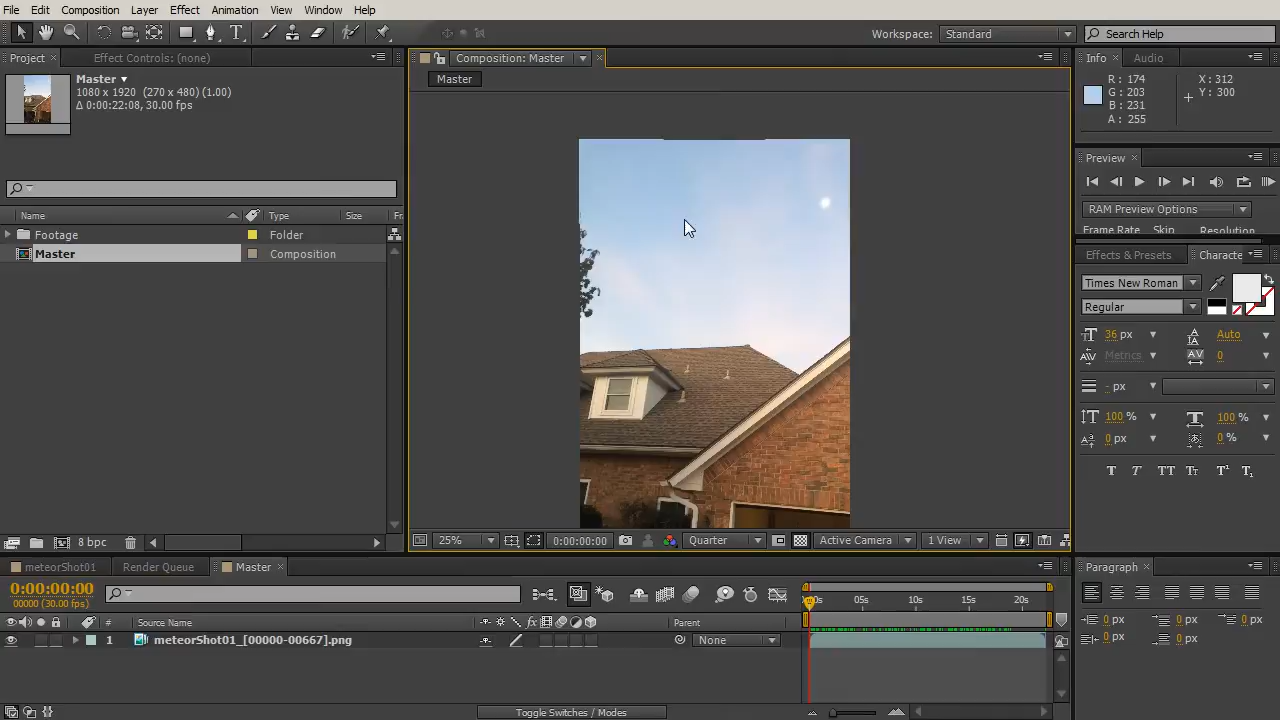 File Edit Composition Layer Effect Animation View Window Help
Workspace: Standard Search Help
Project Effect Controls: (none)
Master
1080 x 1920 (270 x 480) (1.00)
Δ 0:00:22:08, 30.00 fps
Name Type Size Fr
Footage Folder
Master Composition
8 bpc
Composition: Master
Master
25% 0:00:00:00 Quarter Active Camera 1 View
Info Audio
R : 174 X : 312
G : 203 Y : 300
B : 231
A : 255
Preview
RAM Preview Options
Frame Rate Skip Resolution
Effects & Presets Characte
Times New Roman
Regular
36 px Auto
Metrics 0
- px
100 % 100 %
0 px 0 %
T T TT Tt T¹ T₁
meteorShot01 Render Queue Master
0:00:00:00
00000 (30.00 fps)
0s 05s 10s 15s 20s
# Source Name Parent
1 meteorShot01_[00000-00667].png None
Toggle Switches / Modes
Paragraph
0 px 0 px 0 px
0 px 0 px